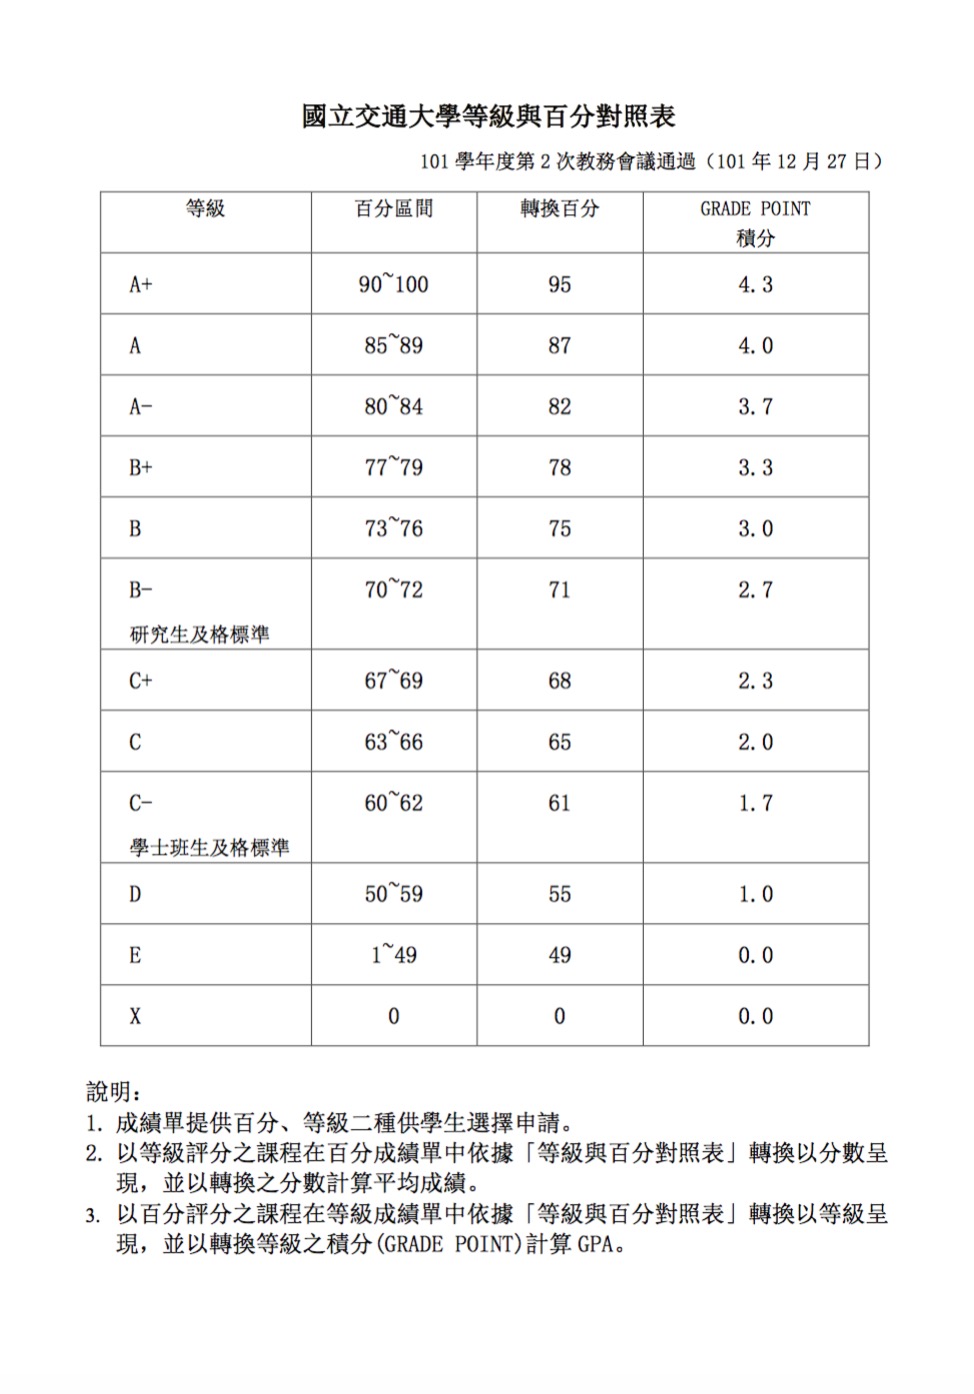 國立交通大學等級與百分對照表
101 學年度第 2 次教務會議通過（101 年 12 月 27 日）
等級 百分區間 轉換百分 GRADE POINT
積分
A+ 90~100 95 4.3
A 85~89 87 4.0
A- 80~84 82 3.7
B+ 77~79 78 3.3
B 73~76 75 3.0
B- 70~72 71 2.7
研究生及格標準
C+ 67~69 68 2.3
C 63~66 65 2.0
C- 60~62 61 1.7
學士班生及格標準
D 50~59 55 1.0
E 1~49 49 0.0
X 0 0 0.0
說明：
1. 成績單提供百分、等級二種供學生選擇申請。
2. 以等級評分之課程在百分成績單中依據「等級與百分對照表」轉換以分數呈
現，並以轉換之分數計算平均成績。
3. 以百分評分之課程在等級成績單中依據「等級與百分對照表」轉換以等級呈
現，並以轉換等級之積分(GRADE POINT)計算 GPA。